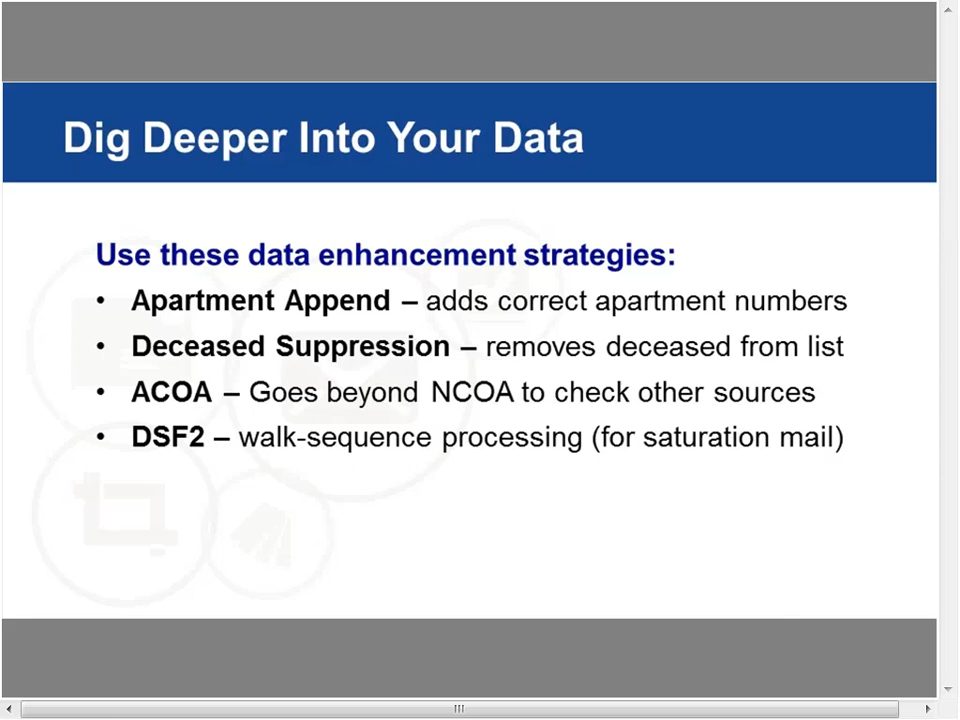 Dig Deeper Into Your Data
Use these data enhancement strategies:
• Apartment Append – adds correct apartment numbers
• Deceased Suppression – removes deceased from list
• ACOA – Goes beyond NCOA to check other sources
• DSF2 – walk-sequence processing (for saturation mail)